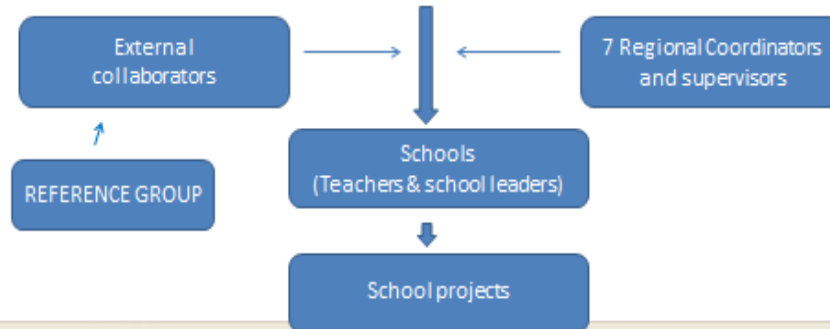 External
collaborators
7 Regional Coordinators
and supervisors
Schools
(Teachers & school leaders)
REFERENCE GROUP
School projects